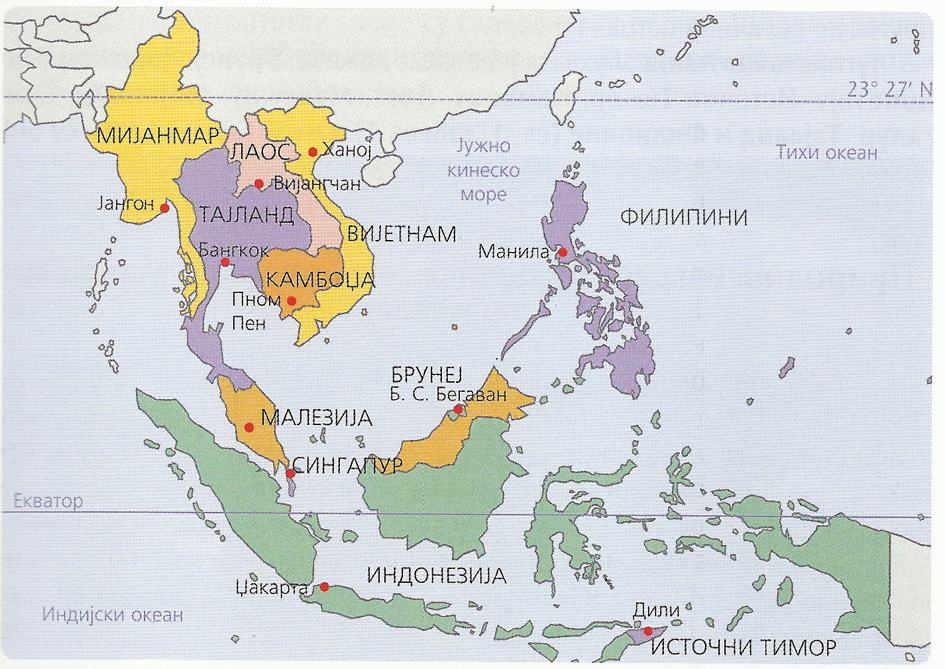 23° 27' N
МИЈАНМАР
ЛАОС
Ханој
Јужно
кинеско
море
Тихи океан
Вијангчан
Јангон
ТАЈЛАНД
ФИЛИПИНИ
ВИЈЕТНАМ
Бангкок
Манила
КАМБОЏА
Пном
Пен
БРУНЕЈ
Б. С. Бегаван
МАЛЕЗИЈА
СИНГАПУР
Екватор
ИНДОНЕЗИЈА
Џакарта
Индијски океан
Дили
ИСТОЧНИ ТИМОР